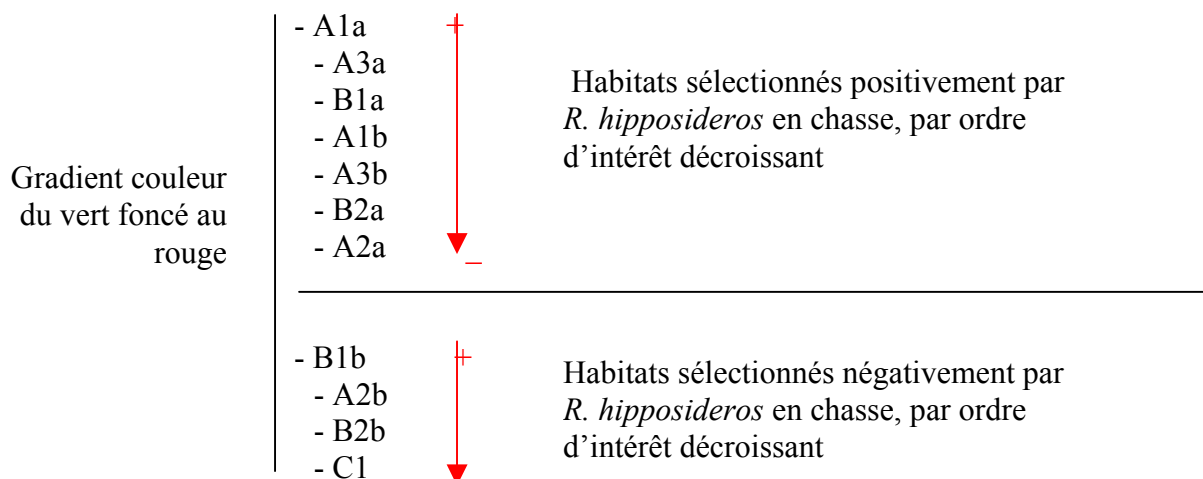 Gradient couleur
du vert foncé au
rouge
- A1a +
- A3a
- B1a
- A1b
- A3b
- B2a
- A2a
_
Habitats sélectionnés positivement par
R. hipposideros en chasse, par ordre
d'intérêt décroissant
- B1b +
- A2b
- B2b
- C1
Habitats sélectionnés négativement par
R. hipposideros en chasse, par ordre
d'intérêt décroissant